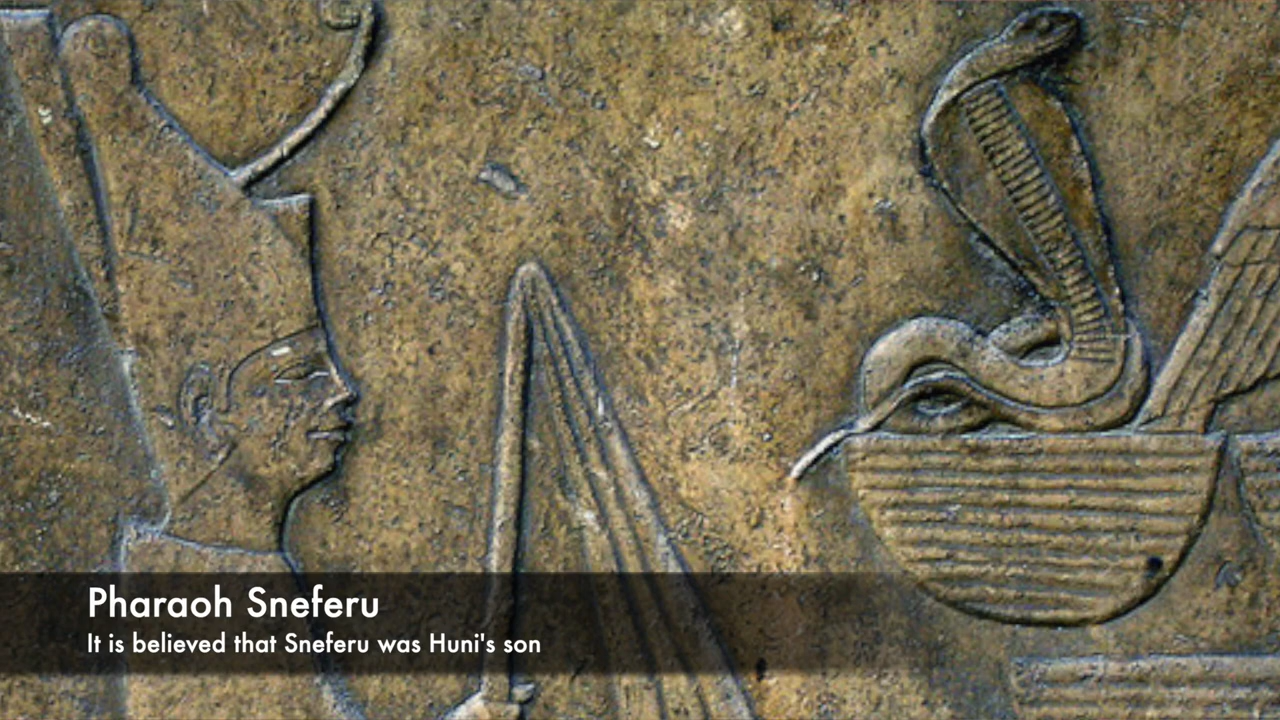 Pharaoh Sneferu
It is believed that Sneferu was Huni's son